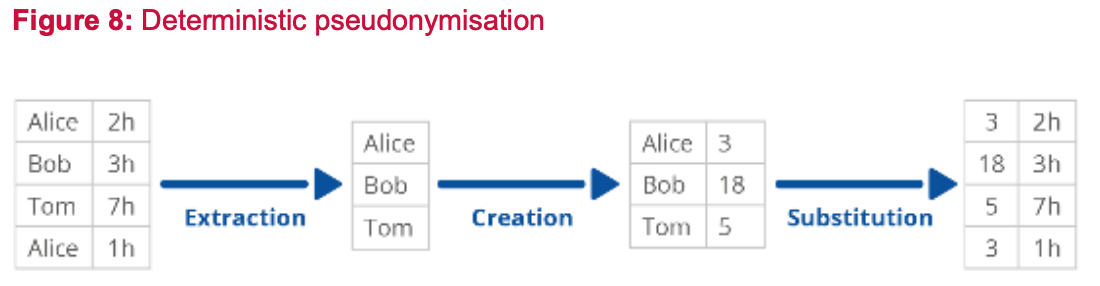 Figure 8: Deterministic pseudonymisation
Alice 2h
Bob 3h
Tom 7h
Alice 1h
Extraction
Alice
Bob
Tom
Creation
Alice 3
Bob 18
Tom 5
Substitution
3 2h
18 3h
5 7h
3 1h